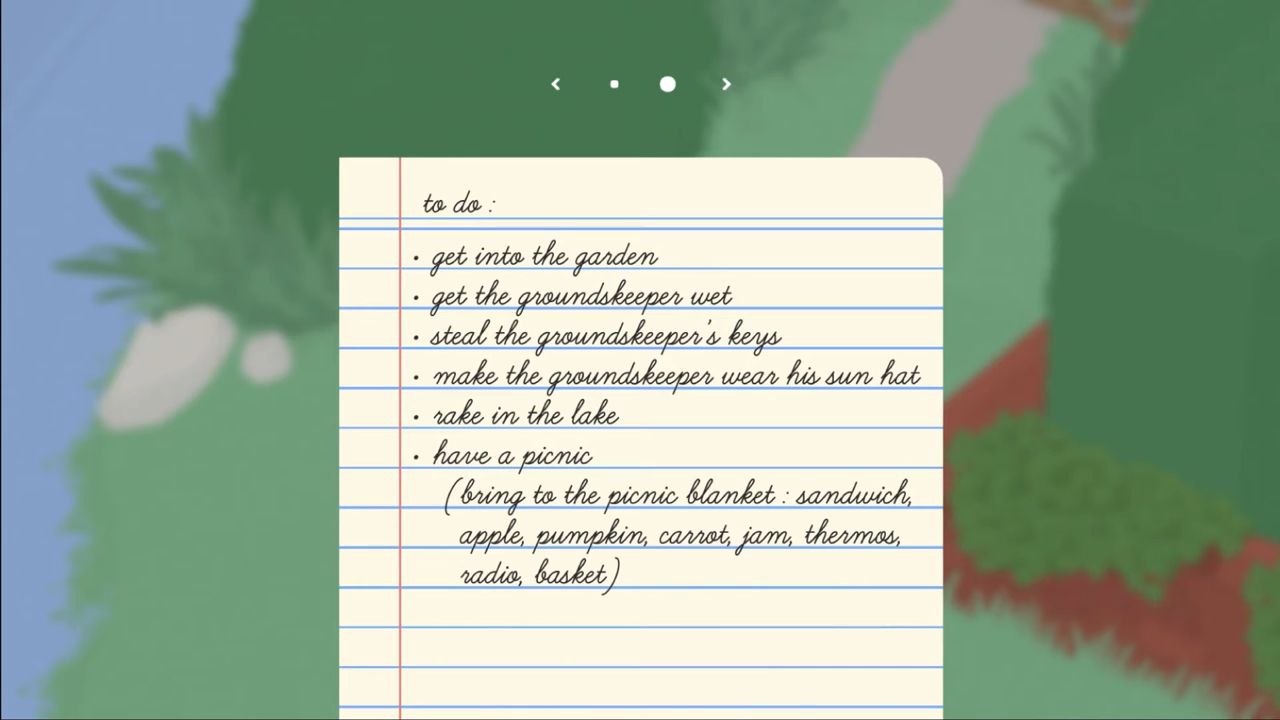 to do :
• get into the garden
• get the groundskeeper wet
• steal the groundskeeper's keys
• make the groundskeeper wear his sun hat
• rake in the lake
• have a picnic
(bring to the picnic blanket : sandwich,
apple, pumpkin, carrot, jam, thermos,
radio, basket)